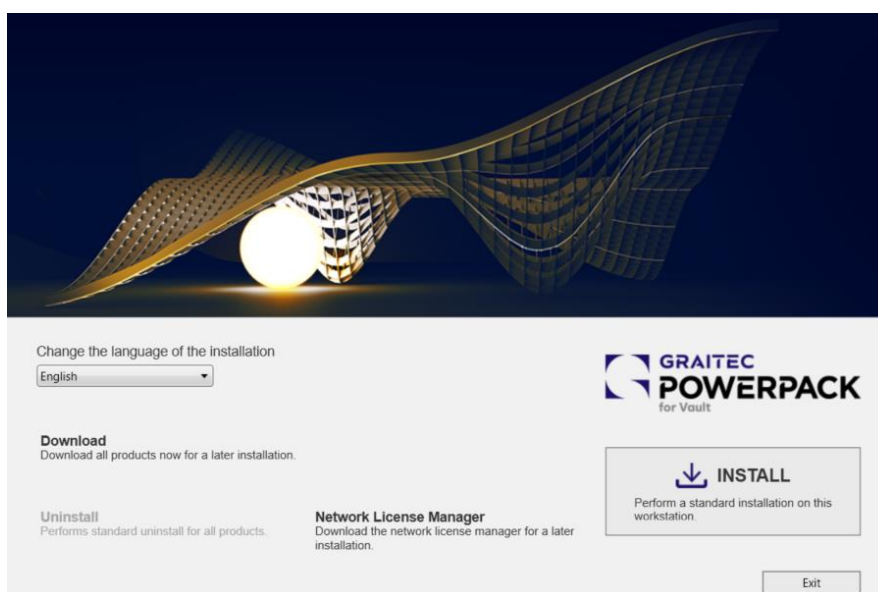 Change the language of the installation
English
GRAITEC
POWERPACK
for Vault
Download
Download all products now for a later installation.
INSTALL
Perform a standard installation on this
workstation.
Uninstall
Performs standard uninstall for all products.
Network License Manager
Download the network license manager for a later
installation.
Exit